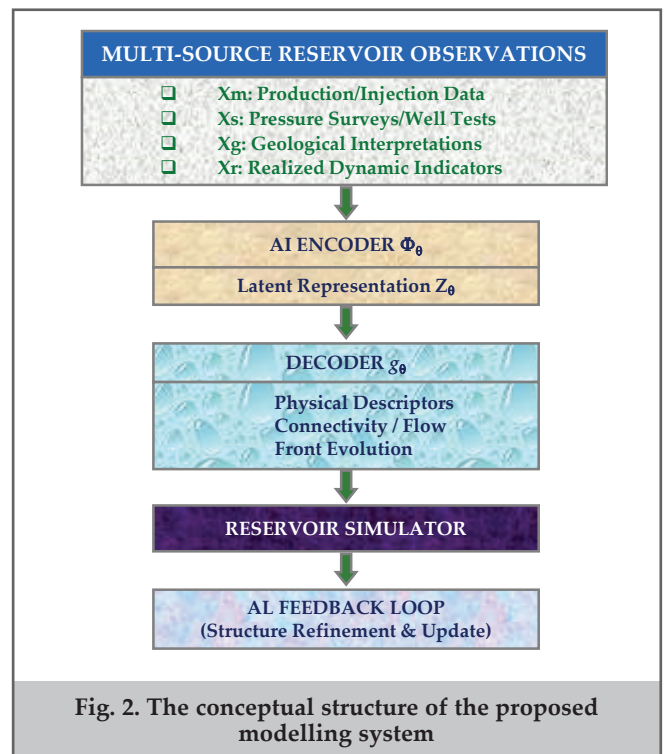 MULTI-SOURCE RESERVOIR OBSERVATIONS
❑ Xm: Production/Injection Data
❑ Xs: Pressure Surveys/Well Tests
❑ Xg: Geological Interpretations
❑ Xr: Realized Dynamic Indicators
AI ENCODER Φθ
Latent Representation Zθ
DECODER gθ
Physical Descriptors
Connectivity / Flow
Front Evolution
RESERVOIR SIMULATOR
AL FEEDBACK LOOP
(Structure Refinement & Update)
Fig. 2. The conceptual structure of the proposed
modelling system